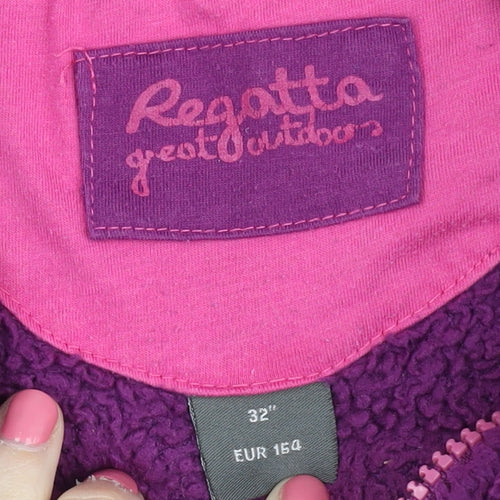 Regatta
great outdoors
32"
EUR 164